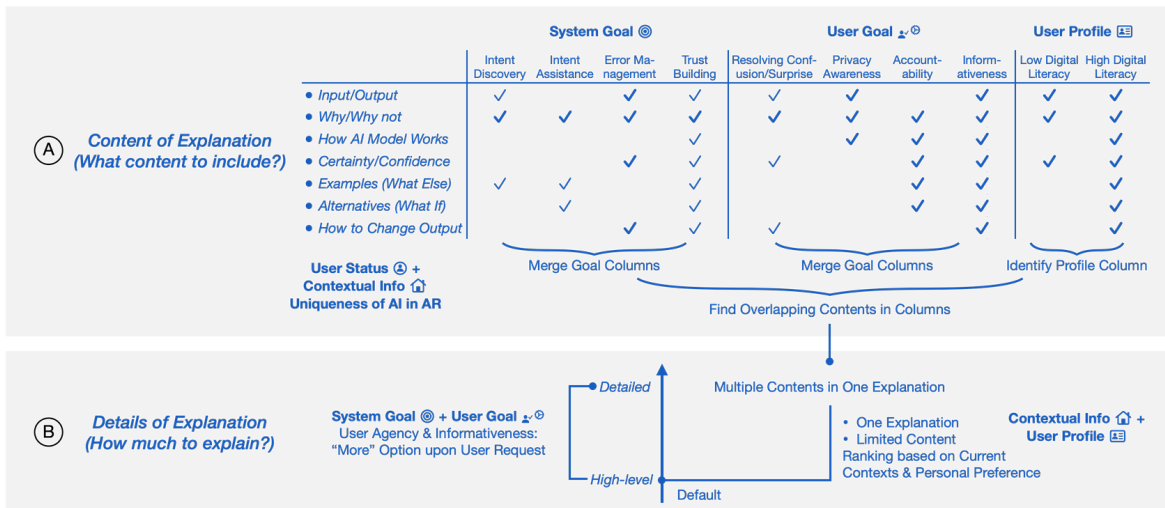 System Goal
User Goal
User Profile
Intent Discovery
Intent Assistance
Error Ma-nagement
Trust Building
Resolving Conf-usion/Surprise
Privacy Awareness
Account-ability
Inform-ativeness
Low Digital Literacy
High Digital Literacy
A
Content of Explanation
(What content to include?)
• Input/Output ✓ ✓ ✓ ✓ ✓ ✓ ✓ ✓
• Why/Why not ✓ ✓ ✓ ✓ ✓ ✓ ✓ ✓ ✓ ✓
• How AI Model Works ✓ ✓ ✓ ✓ ✓
• Certainty/Confidence ✓ ✓ ✓ ✓ ✓ ✓ ✓
• Examples (What Else) ✓ ✓ ✓ ✓ ✓ ✓
• Alternatives (What If) ✓ ✓ ✓ ✓ ✓
• How to Change Output ✓ ✓ ✓ ✓ ✓
User Status +
Contextual Info
Uniqueness of AI in AR
Merge Goal Columns
Merge Goal Columns
Identify Profile Column
Find Overlapping Contents in Columns
B
Details of Explanation
(How much to explain?)
System Goal + User Goal
User Agency & Informativeness:
“More” Option upon User Request
Detailed
High-level
Default
Multiple Contents in One Explanation
• One Explanation
• Limited Content
Ranking based on Current
Contexts & Personal Preference
Contextual Info +
User Profile